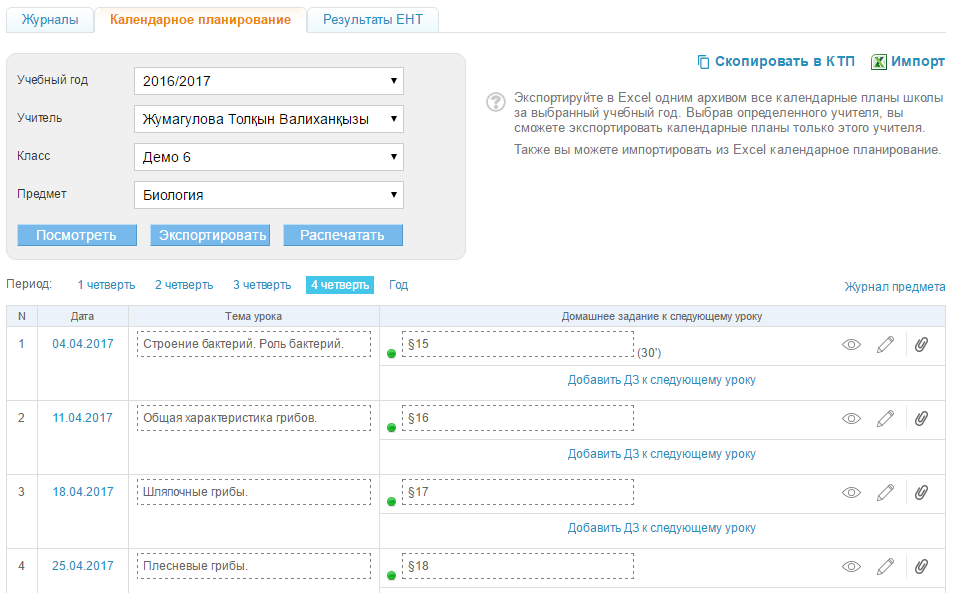 Журналы Календарное планирование Результаты ЕНТ
Скопировать в КТП Импорт
Учебный год 2016/2017
Учитель Жумагулова Толқын Валиханқызы
Класс Демо 6
Предмет Биология
Посмотреть Экспортировать Распечатать
? Экспортируйте в Excel одним архивом все календарные планы школы
за выбранный учебный год. Выбрав определенного учителя, вы
сможете экспортировать календарные планы только этого учителя.
Также вы можете импортировать из Excel календарное планирование.
Период: 1 четверть 2 четверть 3 четверть 4 четверть Год
Журнал предмета
N Дата Тема урока Домашнее задание к следующему уроку
1 04.04.2017 Строение бактерий. Роль бактерий. §15 (30')
Добавить ДЗ к следующему уроку
2 11.04.2017 Общая характеристика грибов. §16
Добавить ДЗ к следующему уроку
3 18.04.2017 Шляпочные грибы. §17
Добавить ДЗ к следующему уроку
4 25.04.2017 Плесневые грибы. §18